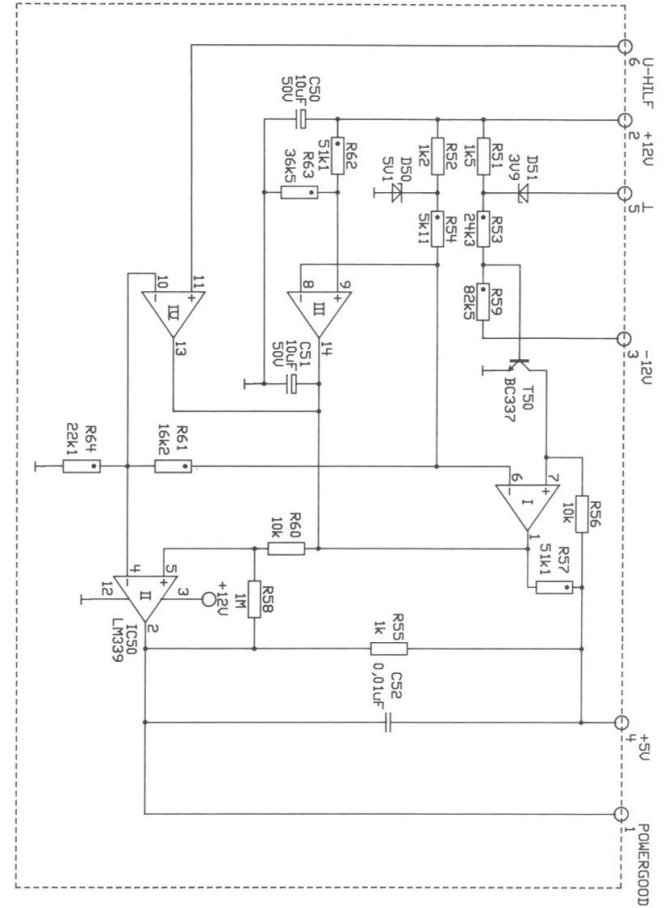 U-HILF
6
+12V
2
⊥
5
-12V
3
+5V
4
POWERGOOD
1
R51
1k5
D51
3V9
R53
24k3
R59
82k5
T50
BC337
R52
1k2
D50
5V1
R54
5k11
C50
10uF
50V
R62
51k1
R63
36k5
9
8
+
-
III
14
C51
10uF
50V
11
10
+
-
IV
13
7
6
+
-
I
1
R56
10k
R57
51k1
R64
22k1
R61
16k2
R60
10k
R58
1M
5
4
+
-
II
3
12
2
+12V
IC50
LM339
R55
1k
C52
0,01uF